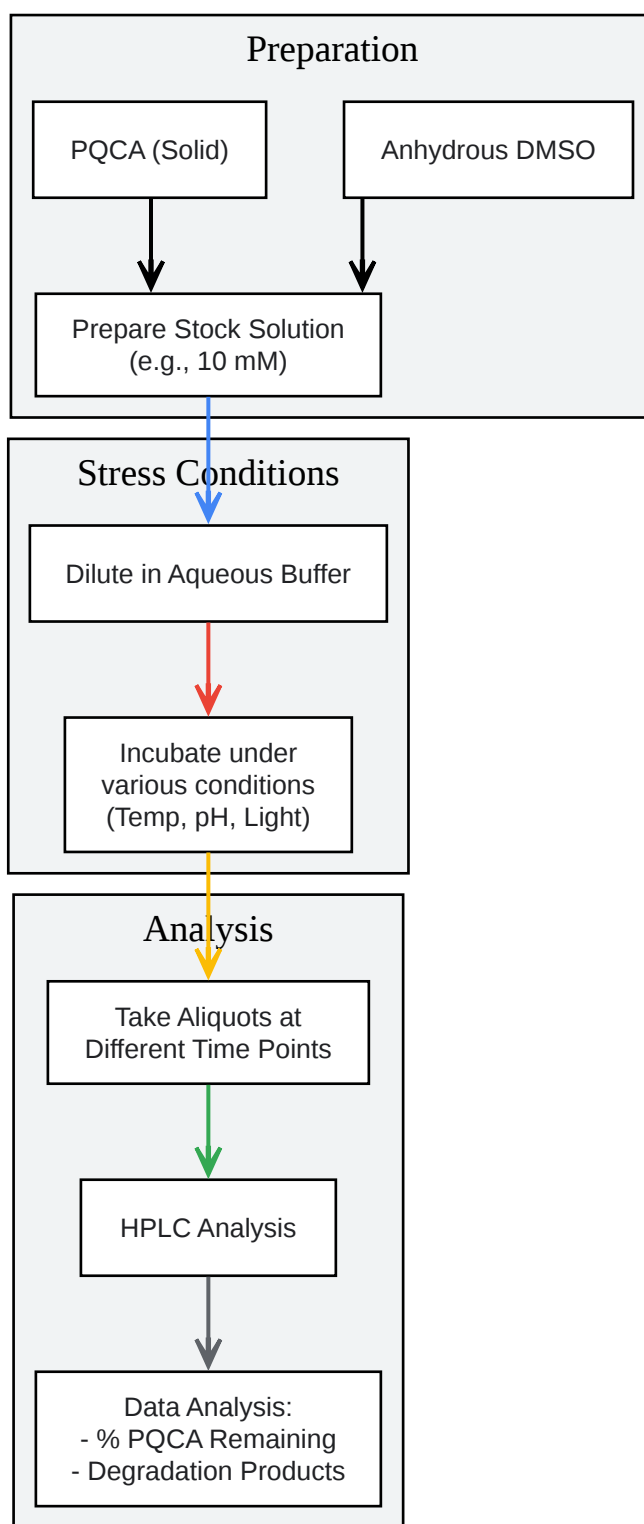 Preparation
PQCA (Solid)
Anhydrous DMSO
Prepare Stock Solution
(e.g., 10 mM)
Stress Conditions
Dilute in Aqueous Buffer
Incubate under
various conditions
(Temp, pH, Light)
Analysis
Take Aliquots at
Different Time Points
HPLC Analysis
Data Analysis:
- % PQCA Remaining
- Degradation Products